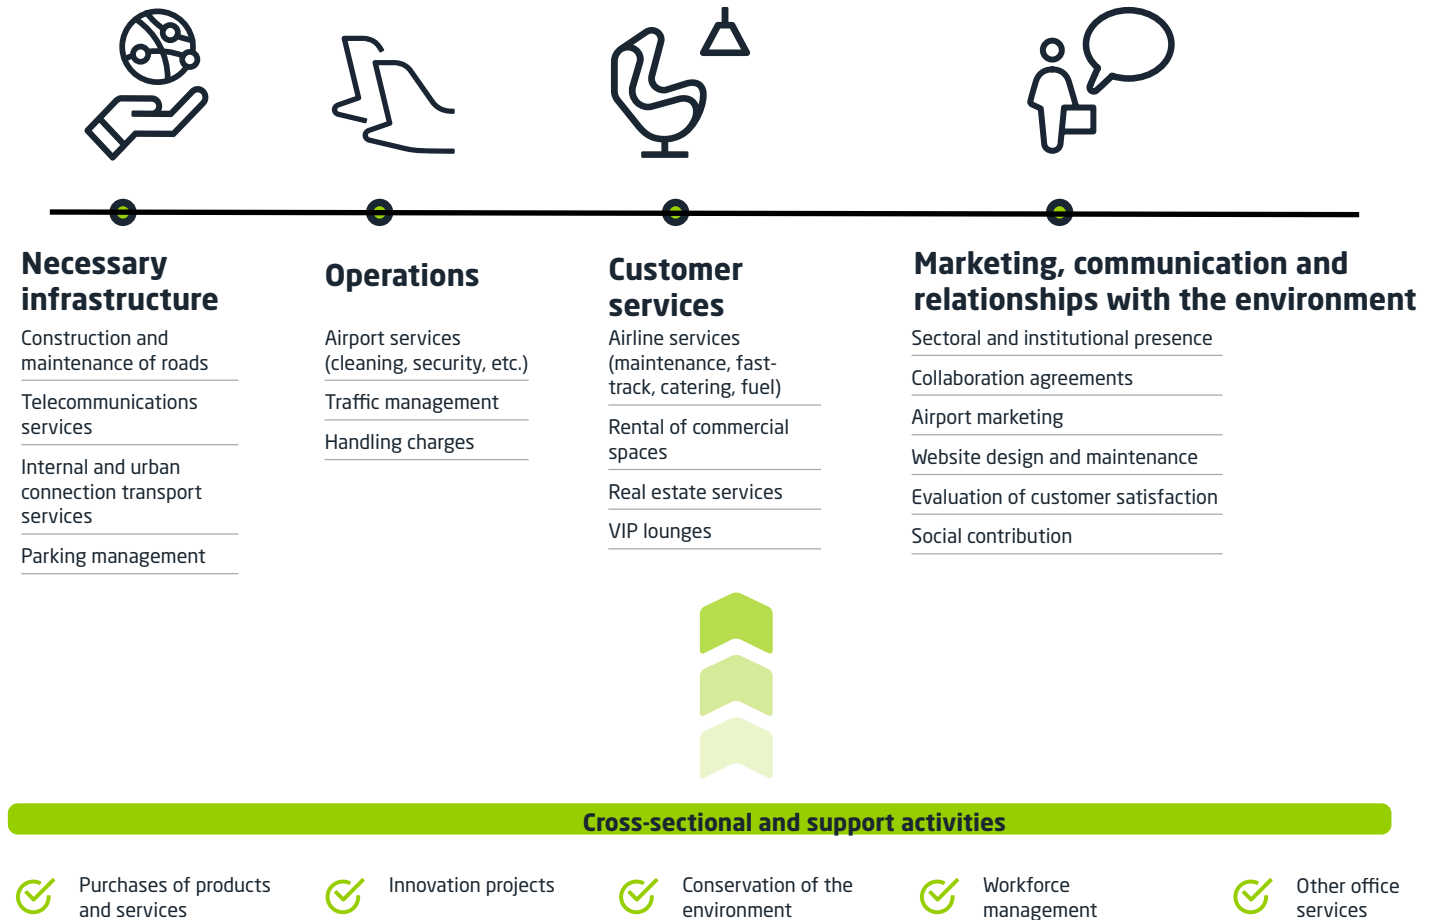 Necessary
infrastructure
Construction and
maintenance of roads
Telecommunications
services
Internal and urban
connection transport
services
Parking management
Operations
Airport services
(cleaning, security, etc.)
Traffic management
Handling charges
Customer
services
Airline services
(maintenance, fast-
track, catering, fuel)
Rental of commercial
spaces
Real estate services
VIP lounges
Marketing, communication and
relationships with the environment
Sectoral and institutional presence
Collaboration agreements
Airport marketing
Website design and maintenance
Evaluation of customer satisfaction
Social contribution
Cross-sectional and support activities
Purchases of products
and services
Innovation projects
Conservation of the
environment
Workforce
management
Other office
services